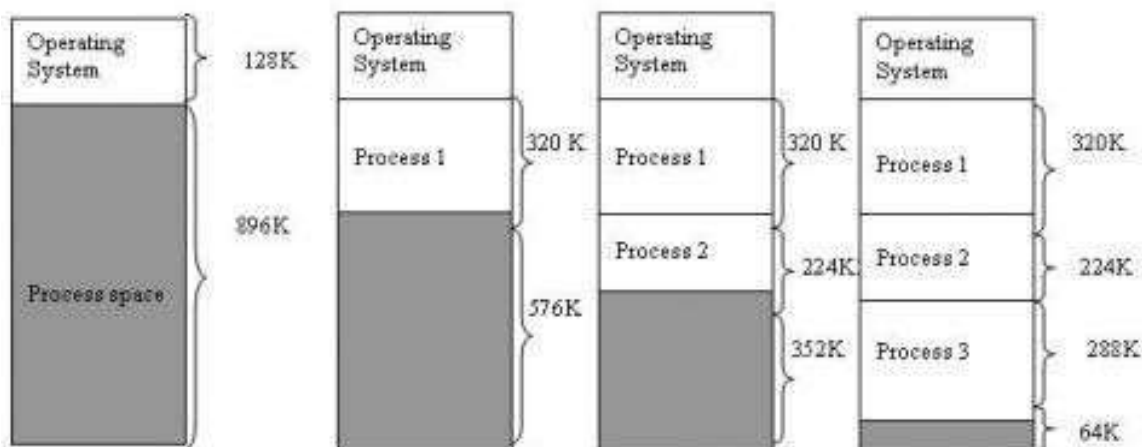 Operating
System
128K
Process space
896K
Operating
System
Process 1
320 K
576K
Operating
System
Process 1
320 K
Process 2
224K
352K
Operating
System
Process 1
320K
Process 2
224K
Process 3
288K
64K